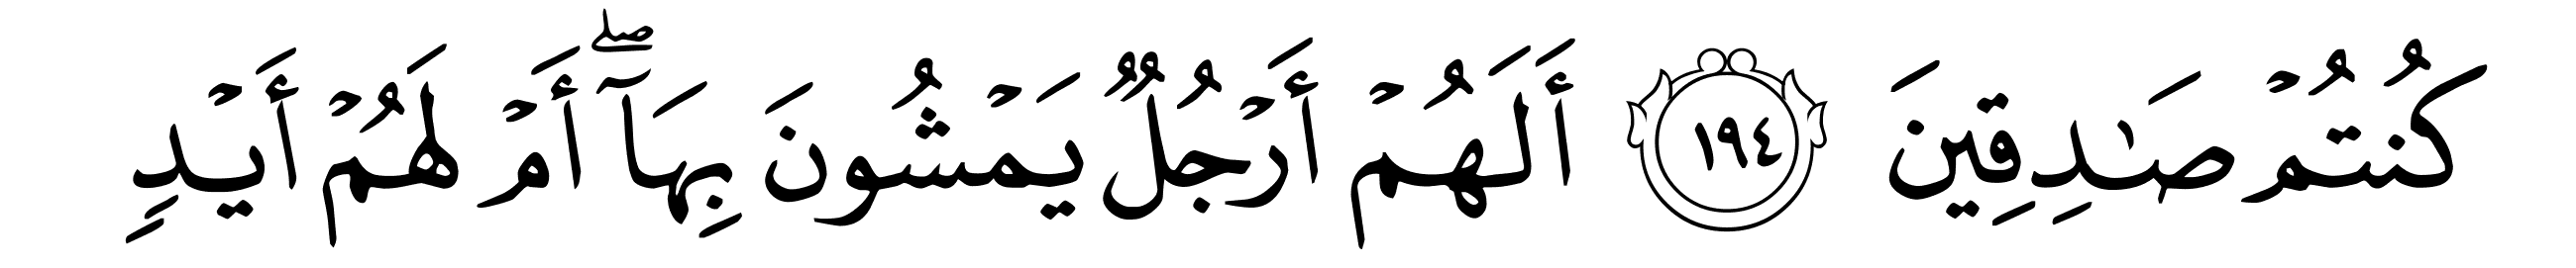 كُنتُمْ صَـٰدِقِينَ ١٩٤ أَلَهُمْ أَرْجُلٌ يَمْشُونَ بِهَآ ۖ أَمْ لَهُمْ أَيْدٍ